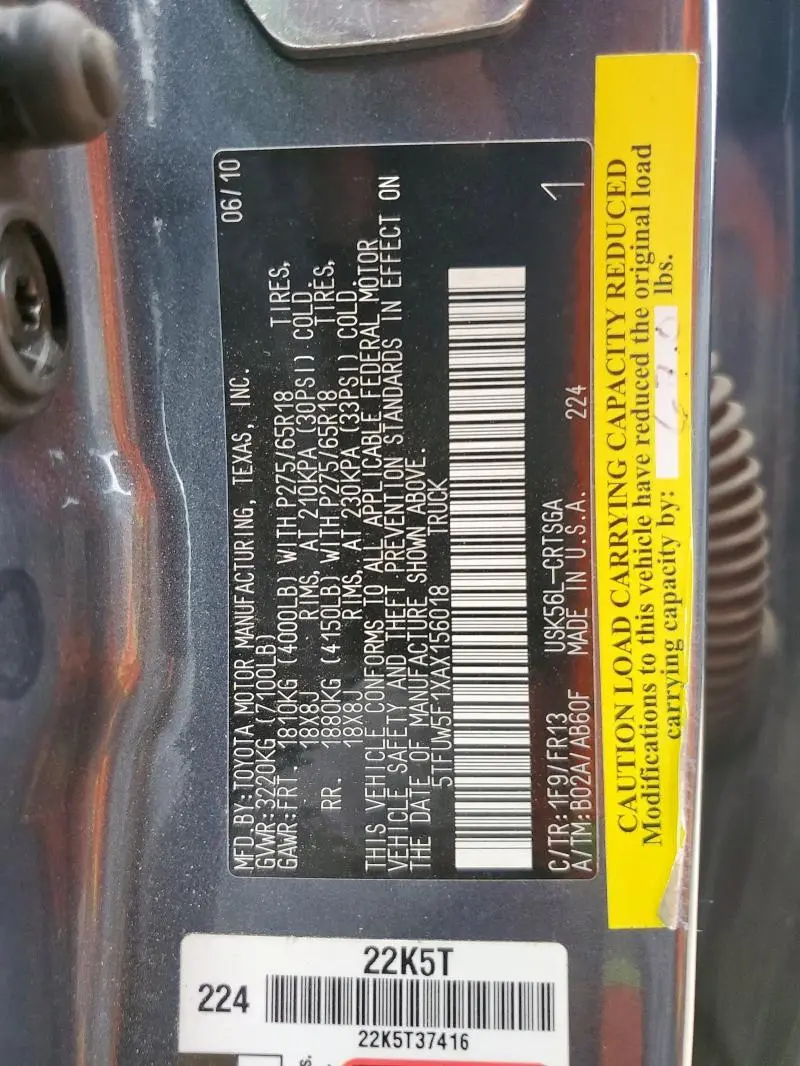 MFD.BY:TOYOTA MOTOR MANUFACTURING, TEXAS, INC. 06/10
GVWR:3220KG (7100LB)
GAWR:FRT. 1810KG (4000LB) WITH P275/65R18 TIRES,
18X8J RIMS, AT 210KPA (30PSI) COLD.
RR. 1880KG (4150LB) WITH P275/65R18 TIRES,
18X8J RIMS, AT 230KPA (33PSI) COLD.
THIS VEHICLE CONFORMS TO ALL APPLICABLE FEDERAL MOTOR
VEHICLE SAFETY AND THEFT PREVENTION STANDARDS IN EFFECT ON
THE DATE OF MANUFACTURE SHOWN ABOVE.
5TFUW5F1XAX156018 TRUCK
1
C/TR:1F9/FR13 USK56L-CRTSGA 224
A/TM:B02A/AB60F MADE IN U.S.A.
CAUTION LOAD CARRYING CAPACITY REDUCED
Modifications to this vehicle have reduced the original load
carrying capacity by: lbs.
22K5T
224
22K5T37416